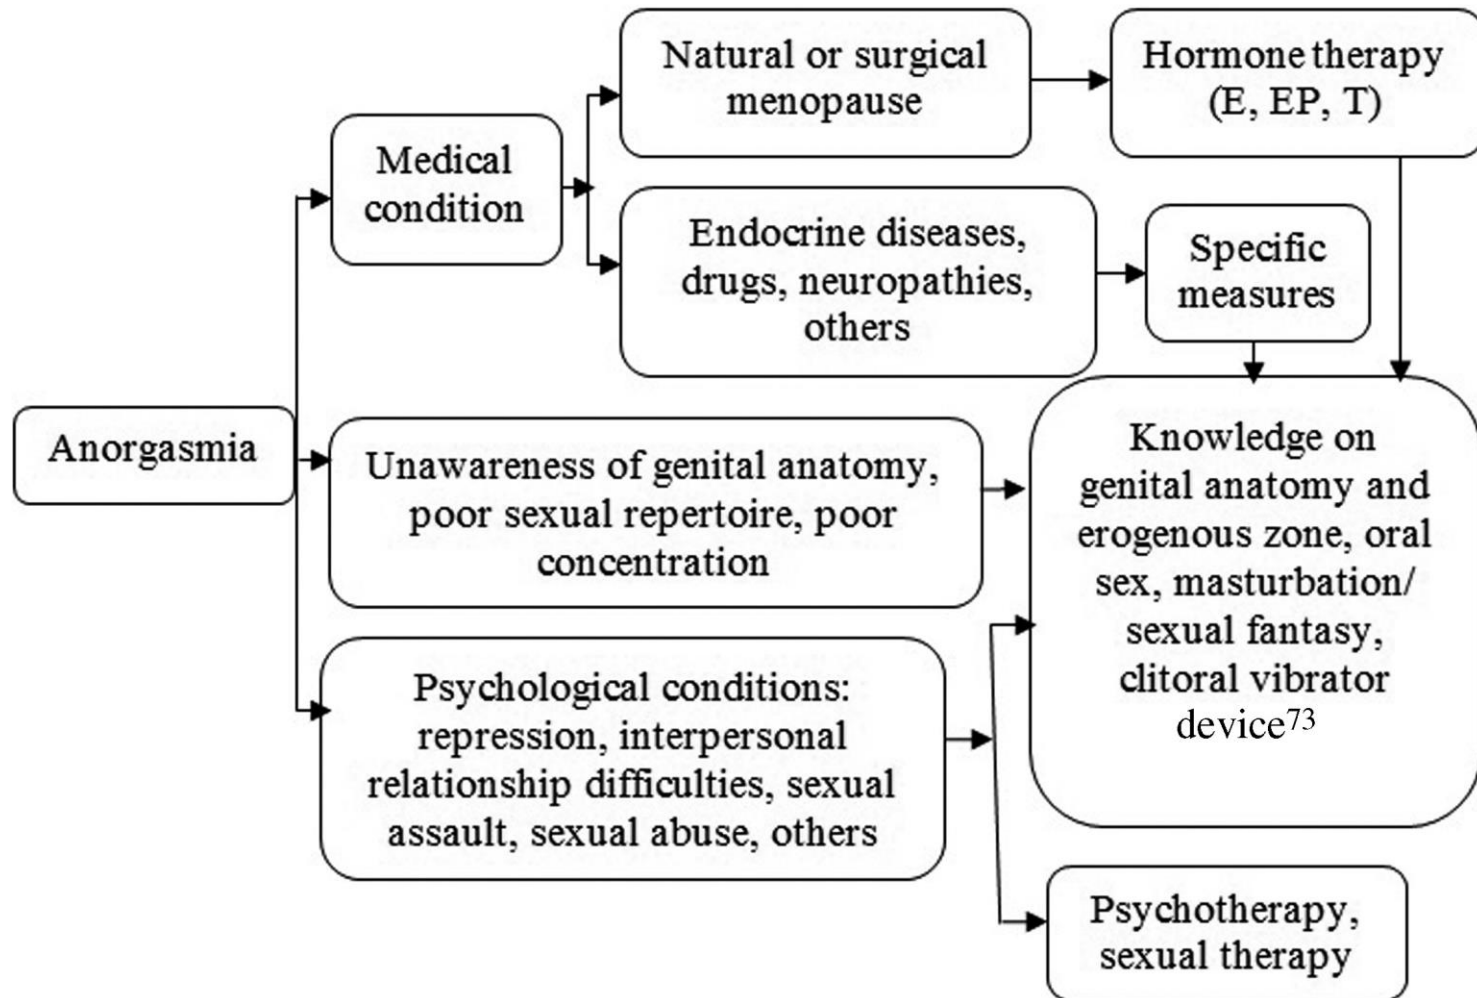 Natural or surgical
menopause
Hormone therapy
(E, EP, T)
Medical
condition
Endocrine diseases,
drugs, neuropathies,
others
Specific
measures
Anorgasmia
Unawareness of genital anatomy,
poor sexual repertoire, poor
concentration
Knowledge on
genital anatomy and
erogenous zone, oral
sex, masturbation/
sexual fantasy,
clitoral vibrator
device73
Psychological conditions:
repression, interpersonal
relationship difficulties, sexual
assault, sexual abuse, others
Psychotherapy,
sexual therapy